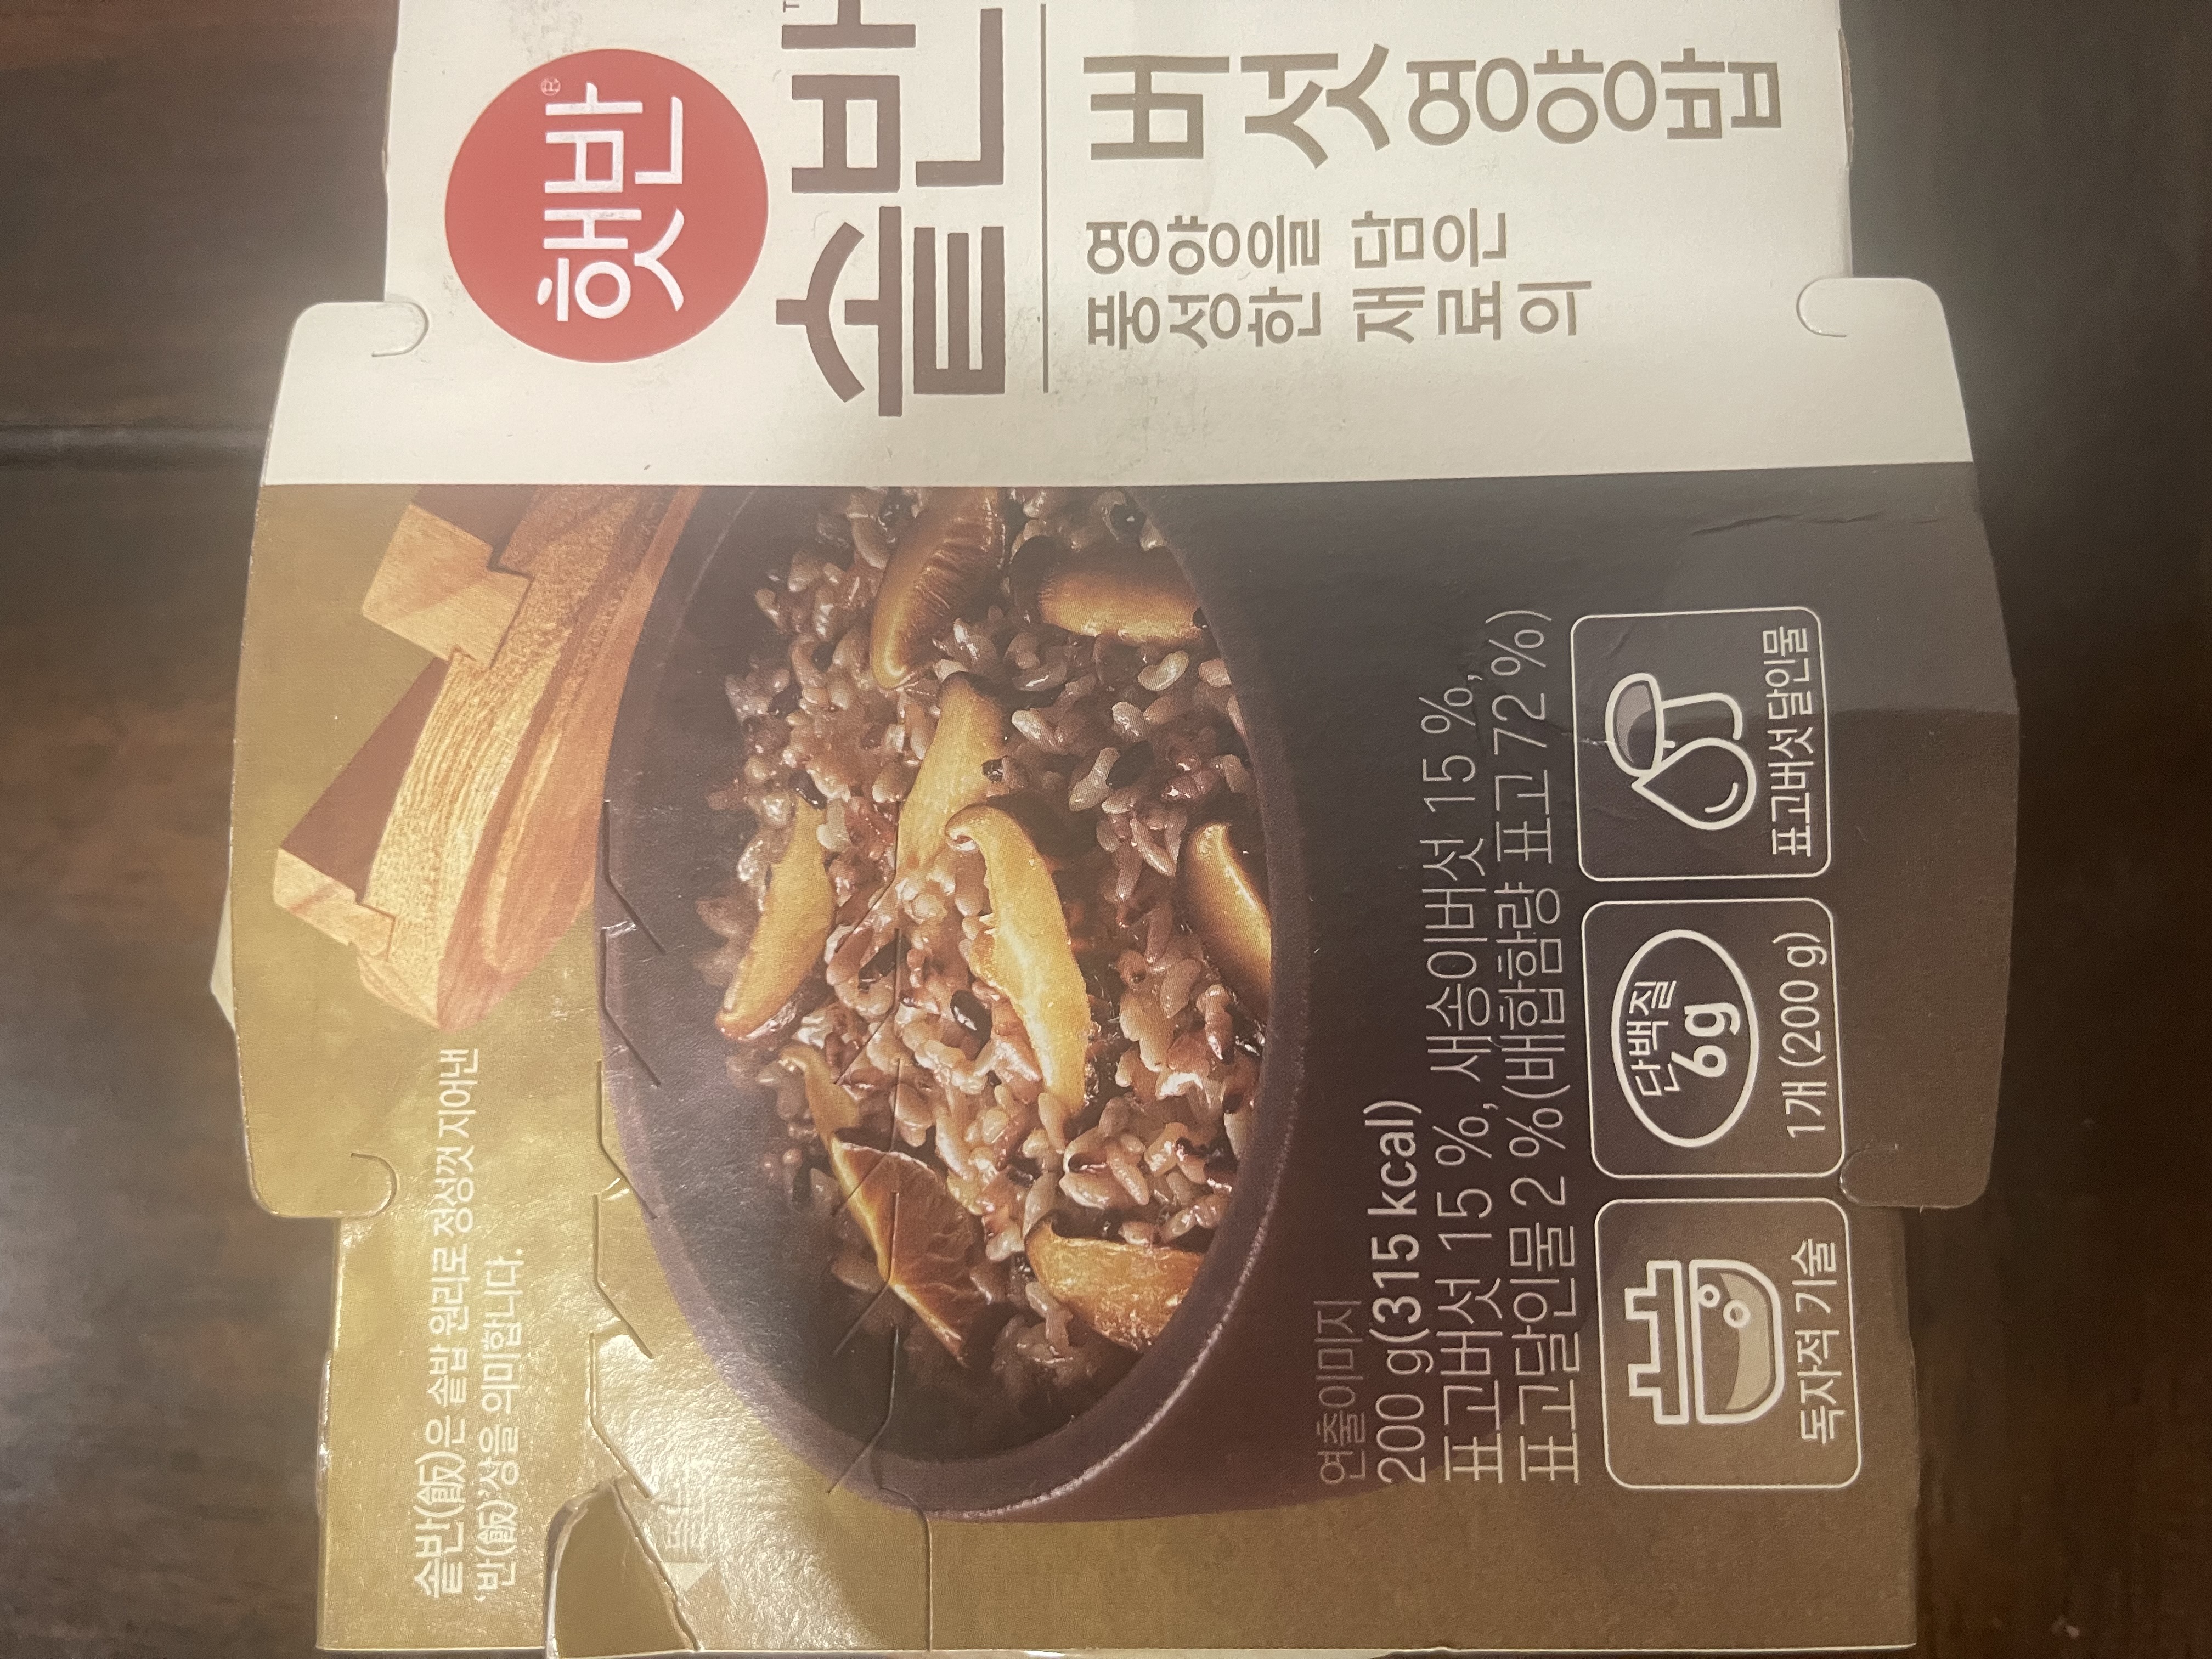 햇반®
솥반
풍성한 재료의
영양을 담은
버섯영양밥
솥반(飯)은 솥밥 원리로 정성껏 지어낸
‘반(飯)’상을 의미합니다.
연출이미지
200 g(315 kcal)
표고버섯 15 %, 새송이버섯 15 %,
표고달인물 2 %(배합함량 표고 72 %)
독자적 기술
단백질
6g
1개 (200 g)
표고버섯 달인물